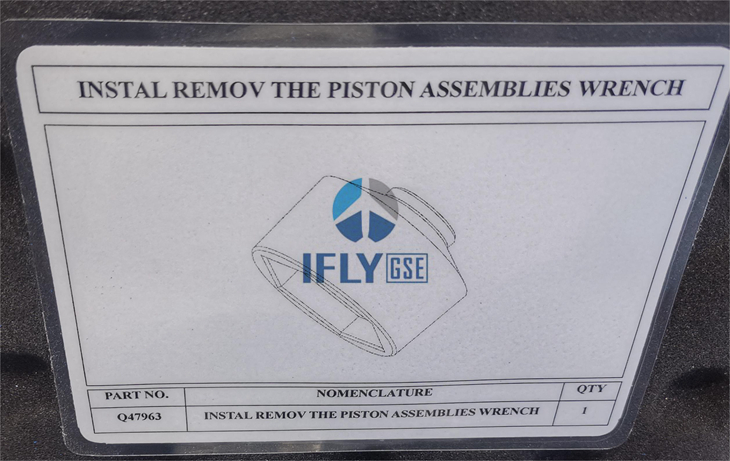 INSTAL REMOV THE PISTON ASSEMBLIES WRENCH
IFLY GSE
PART NO. NOMENCLATURE QTY
Q47963 INSTAL REMOV THE PISTON ASSEMBLIES WRENCH 1